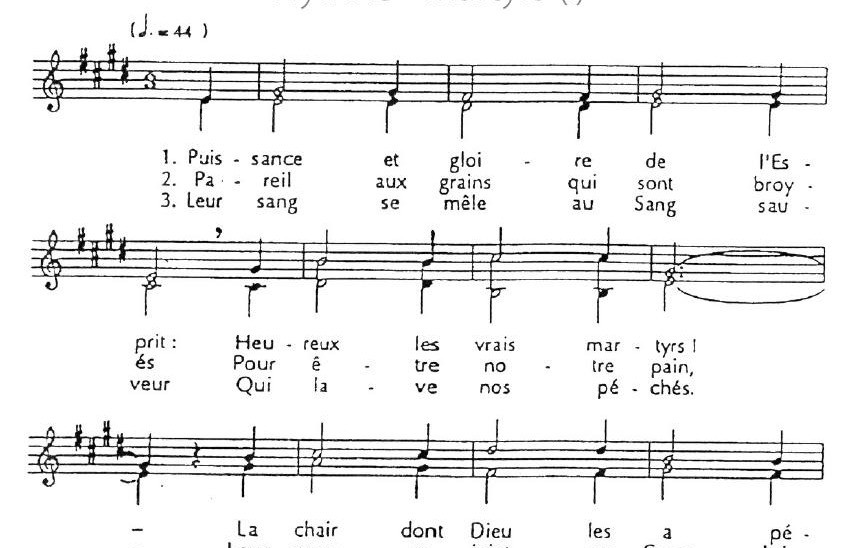 (♩. = 44 )
1. Puis - sance et gloi - re de l'Es -
2. Pa - reil aux grains qui sont broy -
3. Leur sang se mêle au Sang sau -
prit : Heu - reux les vrais mar - tyrs !
és Pour ê - tre no - tre pain,
veur Qui la - ve nos pé - chés.
– La chair dont Dieu les a pé -